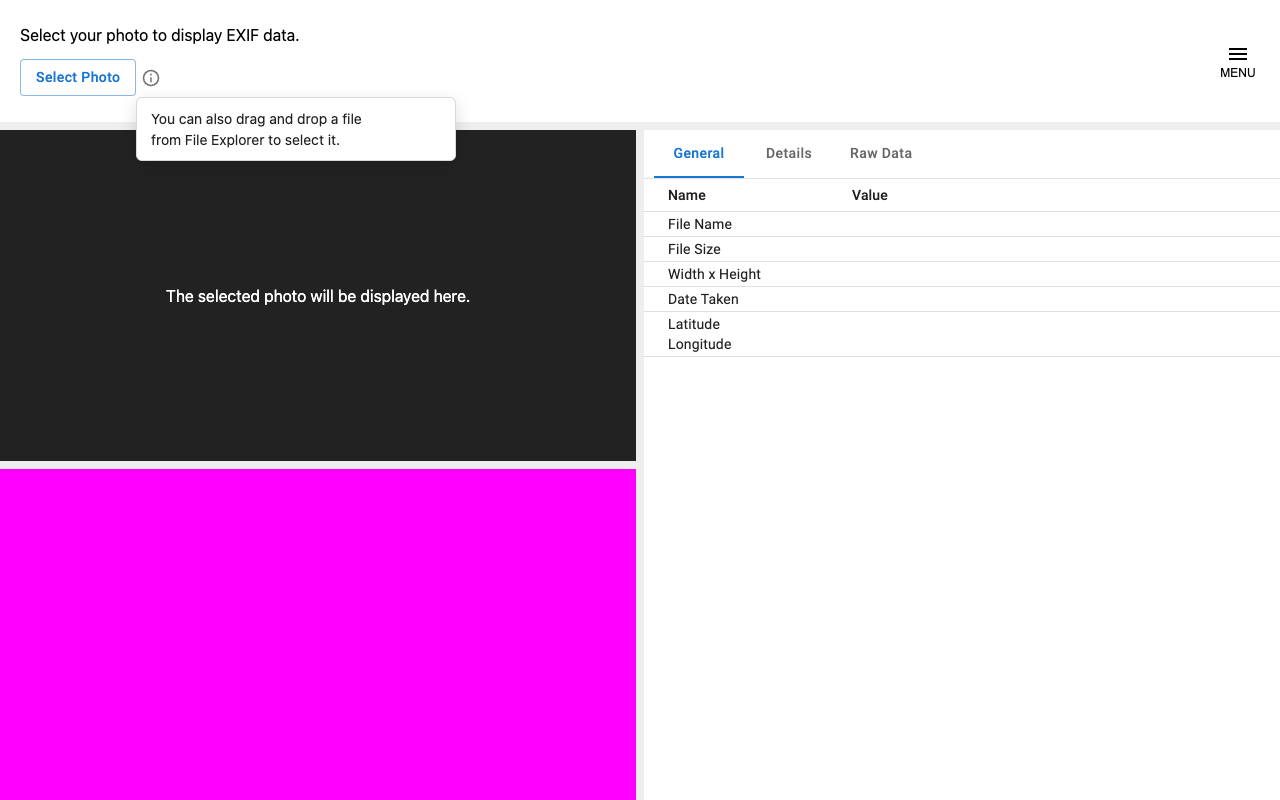 Select your photo to display EXIF data.
Select Photo
MENU
You can also drag and drop a file
from File Explorer to select it.
The selected photo will be displayed here.
General Details Raw Data
Name Value
File Name
File Size
Width x Height
Date Taken
Latitude
Longitude